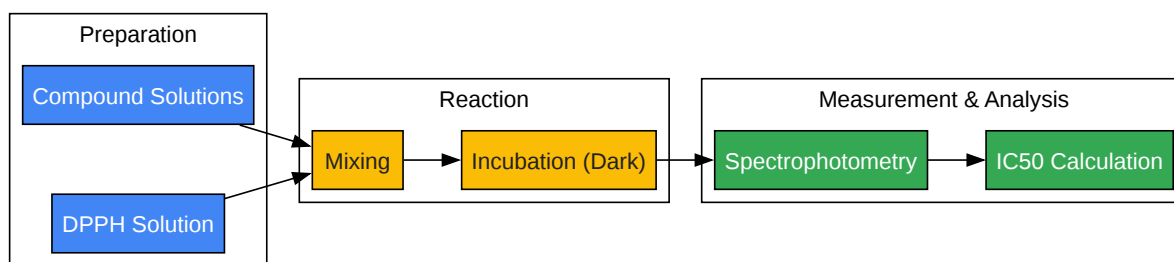 Preparation
Compound Solutions
DPPH Solution
Reaction
Mixing
Incubation (Dark)
Measurement & Analysis
Spectrophotometry
IC50 Calculation